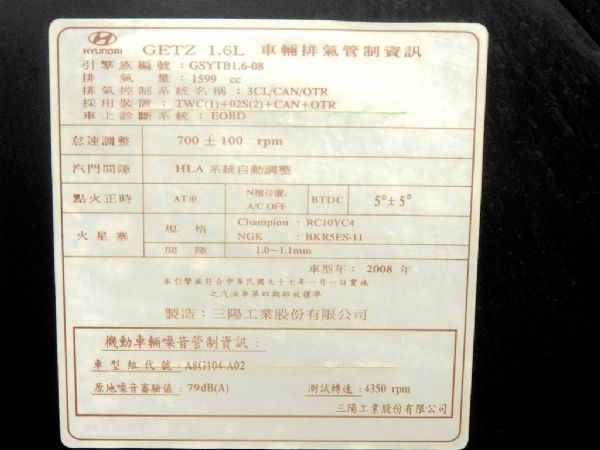 HYUNDAI GETZ 1.6L 車輛排氣管制資訊
引擎族編號：GSYTB1.6-08
排氣量：1599 cc
排氣控制系統名稱：3CL/CAN/OTR
採用裝置：TWC(1)+02S(2)+CAN+OTR
車上診斷系統：EOBD
怠速調整 700 ± 100 rpm
汽門間隙 HLA 系統自動調整
點火正時 AT車 N檔位置, A/C OFF BTDC 5°± 5°
火星塞 規格 Champion : RC10YC4
NGK : BKR5ES-11
間隙 1.0~1.1mm
車型年：2008 年
本引擎族符合中華民國九十七年一月一日實施
之汽油車第四期排放標準
製造：三陽工業股份有限公司
機動車輛噪音管制資訊：
車型組代號：A8G104-A02
原地噪音審驗值：79dB(A) 測試轉速：4350 rpm
三陽工業股份有限公司